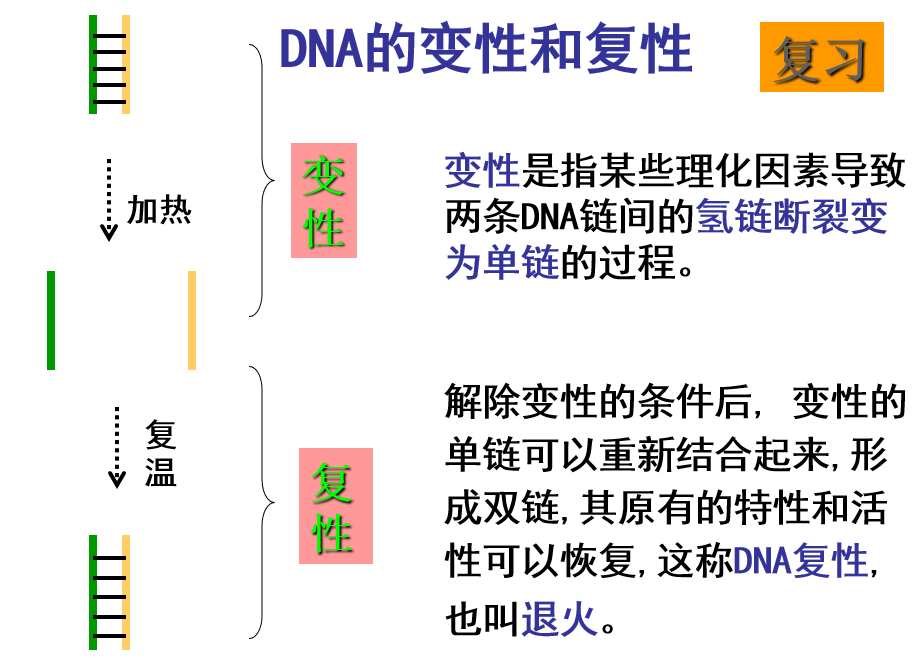 DNA的变性和复性
复习
加热
变
性
变性是指某些理化因素导致
两条DNA链间的氢链断裂变
为单链的过程。
复
温
复
性
解除变性的条件后, 变性的
单链可以重新结合起来,形
成双链,其原有的特性和活
性可以恢复,这称DNA复性,
也叫退火。